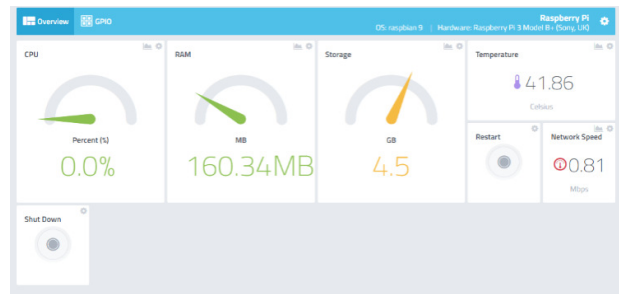 Overview GPIO
Raspberry Pi
OS: raspbian 9 | Hardware: Raspberry Pi 3 Model B+ (Sony, UK)
CPU
Percent (%)
0.0%
RAM
MB
160.34MB
Storage
GB
4.5
Temperature
41.86
Celsius
Restart
Network Speed
0.81
Mbps
Shut Down